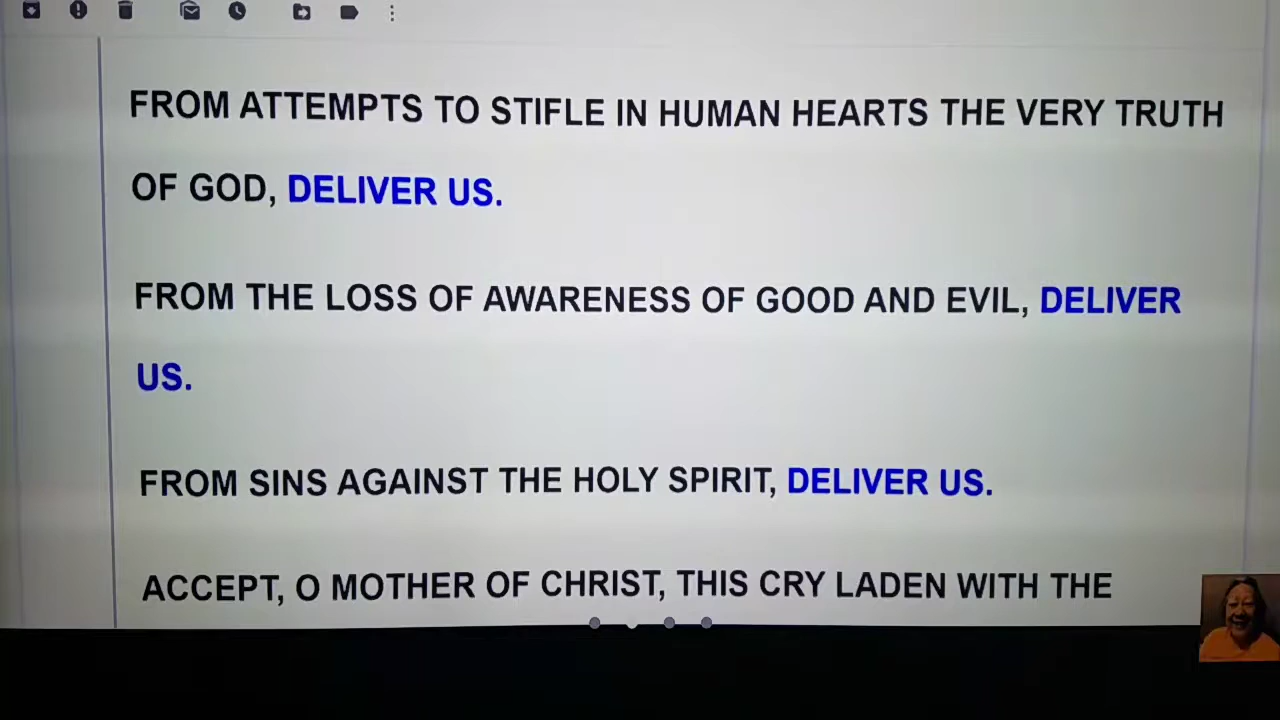 FROM ATTEMPTS TO STIFLE IN HUMAN HEARTS THE VERY TRUTH
OF GOD, DELIVER US.
FROM THE LOSS OF AWARENESS OF GOOD AND EVIL, DELIVER
US.
FROM SINS AGAINST THE HOLY SPIRIT, DELIVER US.
ACCEPT, O MOTHER OF CHRIST, THIS CRY LADEN WITH THE